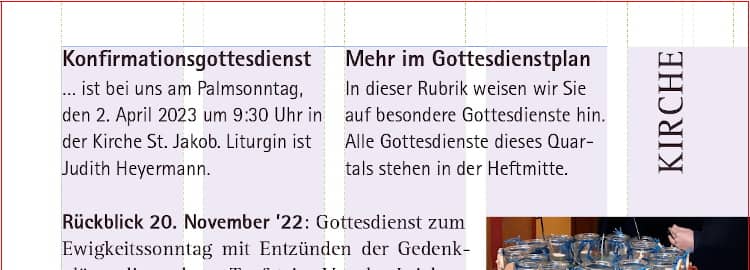 Konfirmationsgottesdienst
... ist bei uns am Palmsonntag,
den 2. April 2023 um 9:30 Uhr in
der Kirche St. Jakob. Liturgin ist
Judith Heyermann.
Mehr im Gottesdienstplan
In dieser Rubrik weisen wir Sie
auf besondere Gottesdienste hin.
Alle Gottesdienste dieses Quar-
tals stehen in der Heftmitte.
KIRCHE
Rückblick 20. November '22: Gottesdienst zum
Ewigkeitssonntag mit Entzünden der Gedenk-